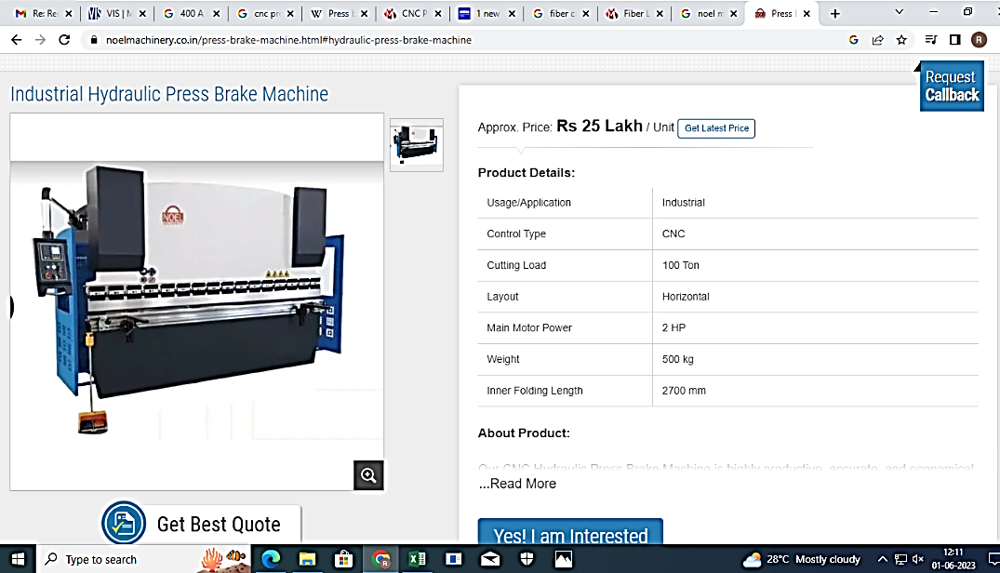 Re: Re
VIS | M
400 A
cnc pr
Press
CNC P
1 new
fiber c
Fiber L
noel m
Press
noelmachinery.co.in/press-brake-machine.html#hydraulic-press-brake-machine
R
Request
Callback
Industrial Hydraulic Press Brake Machine
NOEL
Approx. Price: Rs 25 Lakh / Unit Get Latest Price
Product Details:
Usage/Application Industrial
Control Type CNC
Cutting Load 100 Ton
Layout Horizontal
Main Motor Power 2 HP
Weight 500 kg
Inner Folding Length 2700 mm
About Product:
Our CNC Hydraulic Press Brake Machine is highly productive, accurate, and economical
...Read More
Get Best Quote
Yes! I am Interested
Type to search
28°C Mostly cloudy
12:11
01-06-2023